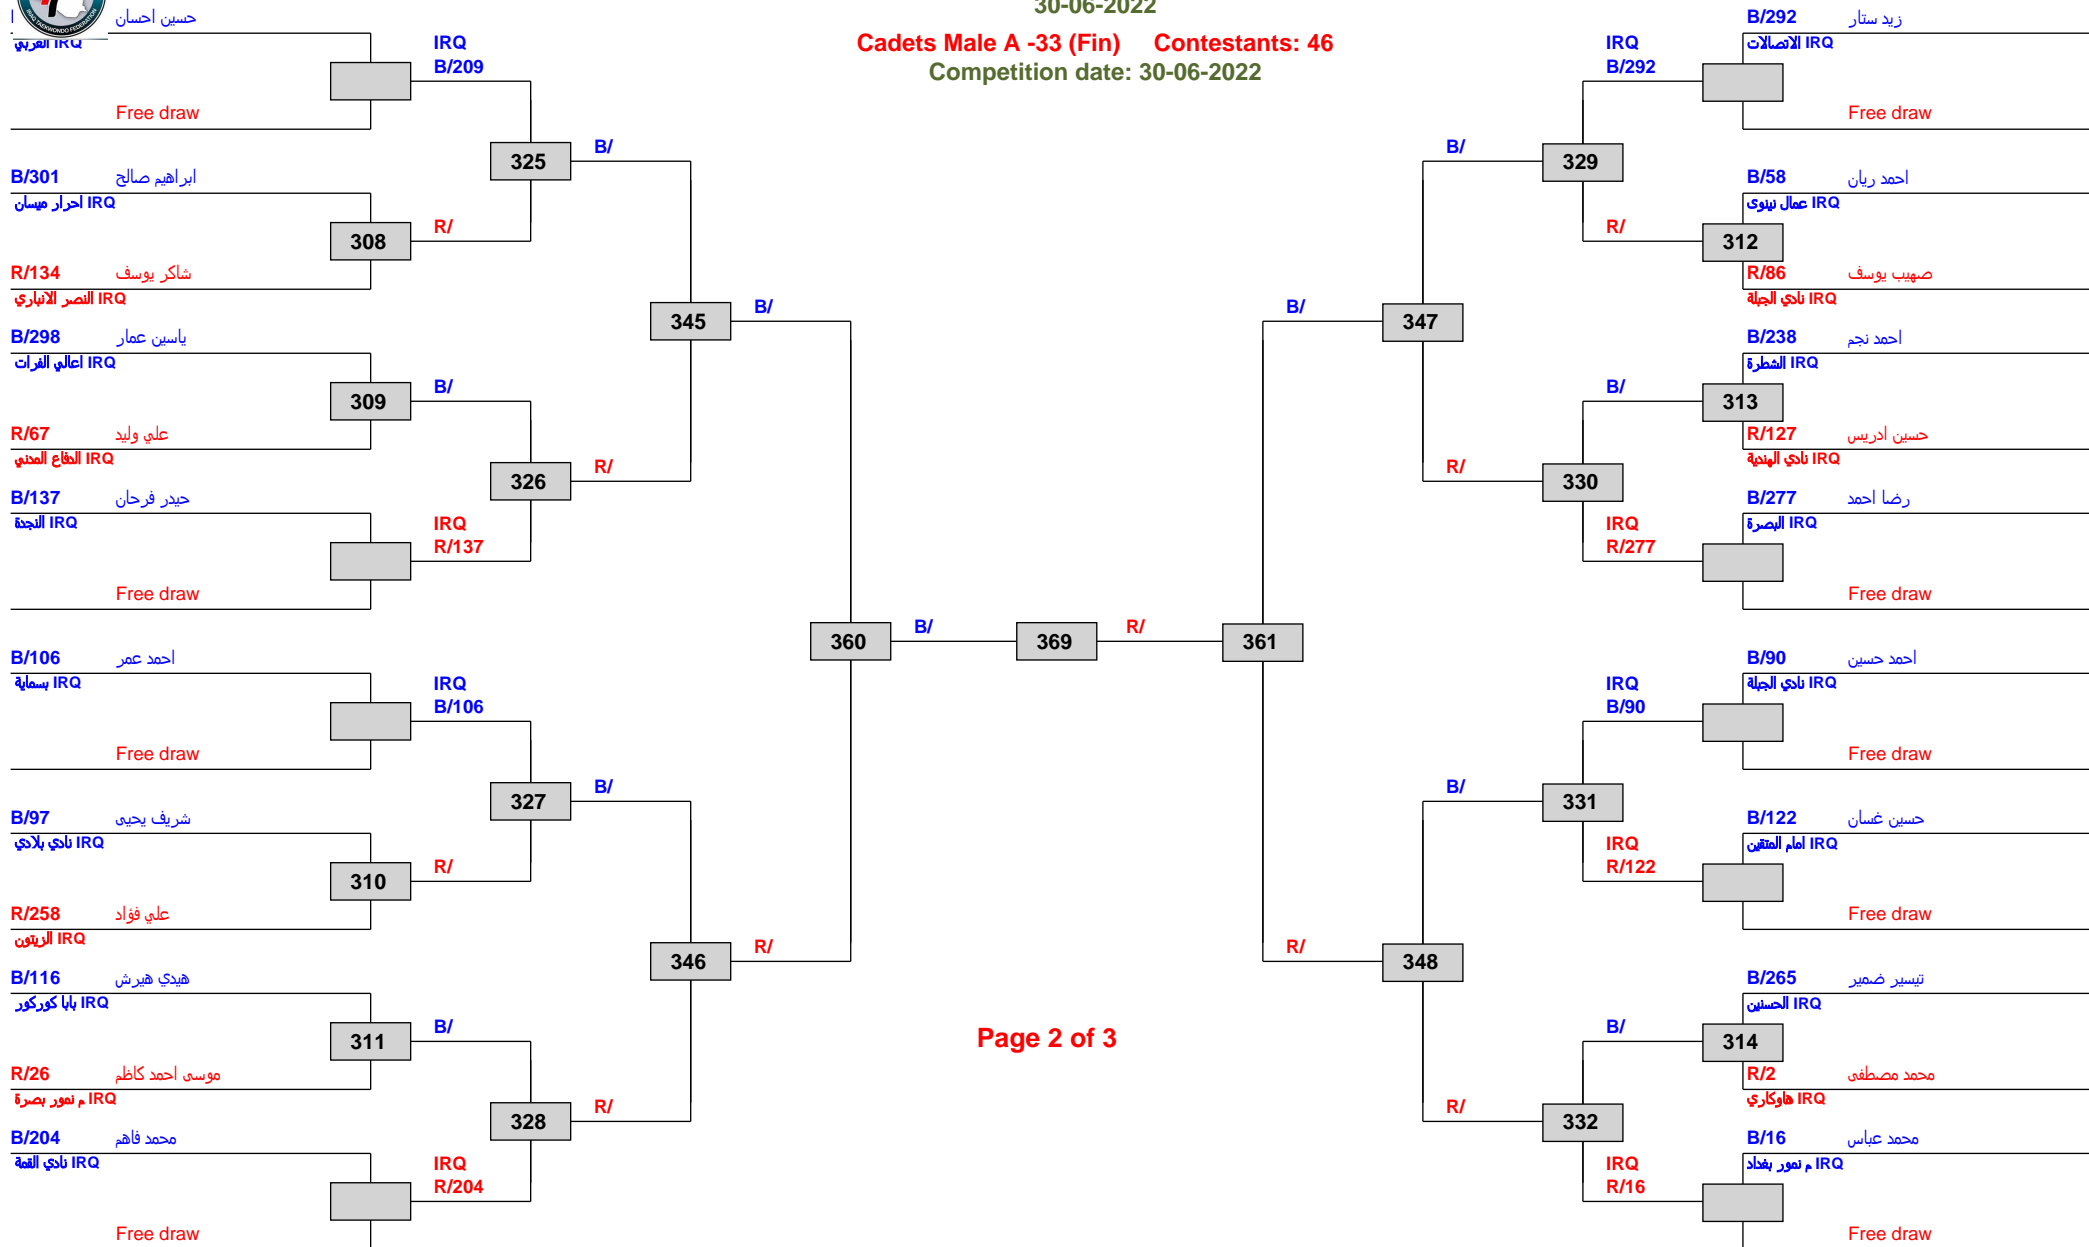 30-06-2022
Cadets Male A -33 (Fin) Contestants: 46
Competition date: 30-06-2022
IRAQ TAEKWONDO FEDERATION
حسين احسان
IRQ العربي
Free draw
IRQ
B/209
B/301 ابراهيم صالح
IRQ احرار ميسان
308
R/134 شاكر يوسف
IRQ النصر الانباري
325
B/
R/
B/298 ياسين عمار
IRQ اعالي الفرات
309
R/67 علي وليد
IRQ الدفاع المدني
B/
326
R/
B/137 حيدر فرحان
IRQ النجدة
Free draw
IRQ
R/137
345
B/
B/106 احمد عمر
IRQ بسماية
Free draw
IRQ
B/106
B/97 شريف يحيى
IRQ نادي بلادي
310
R/258 علي فؤاد
IRQ الزيتون
327
B/
R/
B/116 هيدي هيرش
IRQ بابا كوركور
311
R/26 موسى احمد كاظم
IRQ م نمور بصرة
B/
328
R/
B/204 محمد فاهم
IRQ نادي القمة
Free draw
IRQ
R/204
346
R/
360
B/
369
R/
361
B/
R/
347
B/
R/
329
IRQ
B/292
R/
B/292 زيد ستار
IRQ الاتصالات
Free draw
B/58 احمد ريان
IRQ عمال نينوى
312
R/86 صهيب يوسف
IRQ نادي الجبلة
330
B/
IRQ
R/277
B/238 احمد نجم
IRQ الشطرة
313
R/127 حسين ادريس
IRQ نادي الهندية
B/277 رضا احمد
IRQ البصرة
Free draw
348
B/
R/
331
IRQ
B/90
IRQ
R/122
B/90 احمد حسين
IRQ نادي الجبلة
Free draw
B/122 حسين غسان
IRQ امام المتقين
Free draw
332
B/
IRQ
R/16
B/265 تيسير ضمير
IRQ الحسنين
314
R/2 محمد مصطفى
IRQ هاوكاري
B/16 محمد عباس
IRQ م نمور بغداد
Free draw
Page 2 of 3